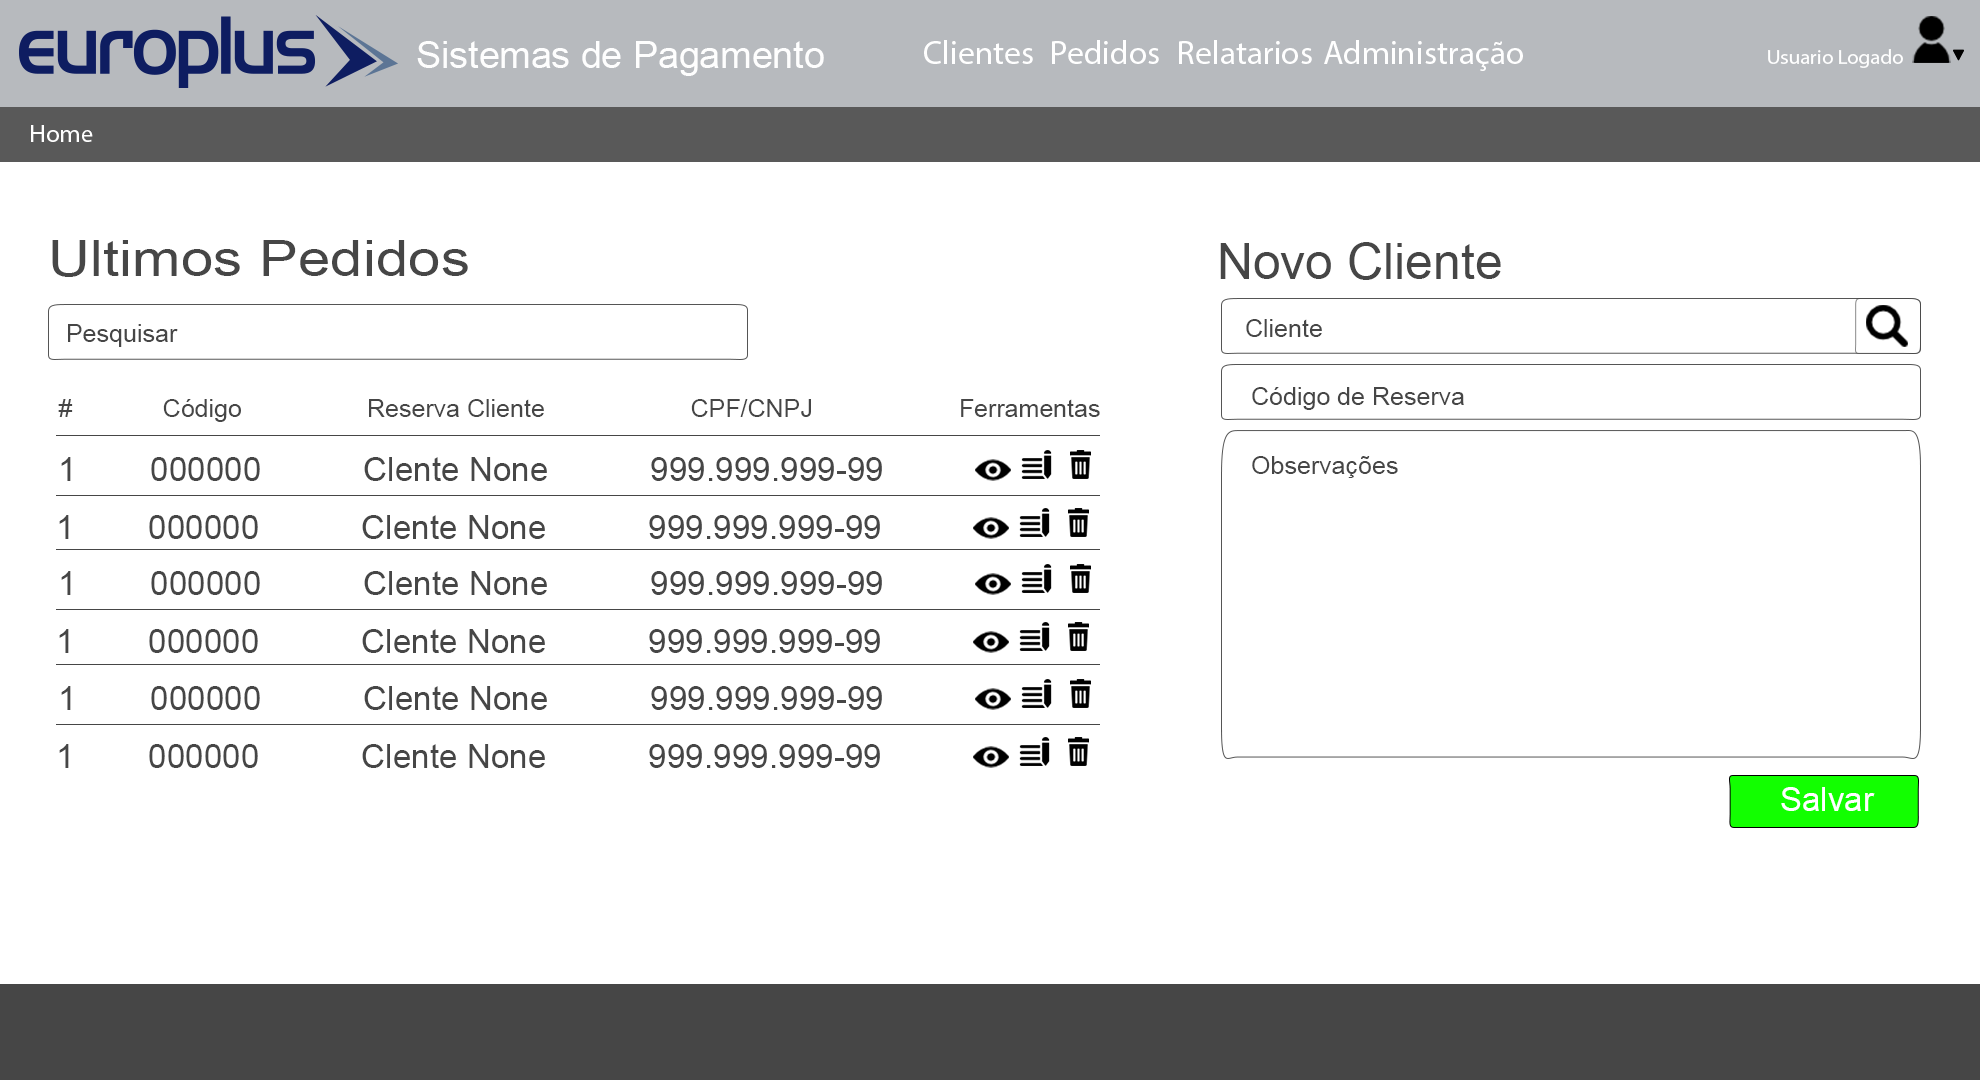 europlus Sistemas de Pagamento Clientes Pedidos Relatarios Administração Usuario Logado
Home
Ultimos Pedidos
Pesquisar
# Código Reserva Cliente CPF/CNPJ Ferramentas
1 000000 Clente None 999.999.999-99
1 000000 Clente None 999.999.999-99
1 000000 Clente None 999.999.999-99
1 000000 Clente None 999.999.999-99
1 000000 Clente None 999.999.999-99
1 000000 Clente None 999.999.999-99
Novo Cliente
Cliente
Código de Reserva
Observações
Salvar